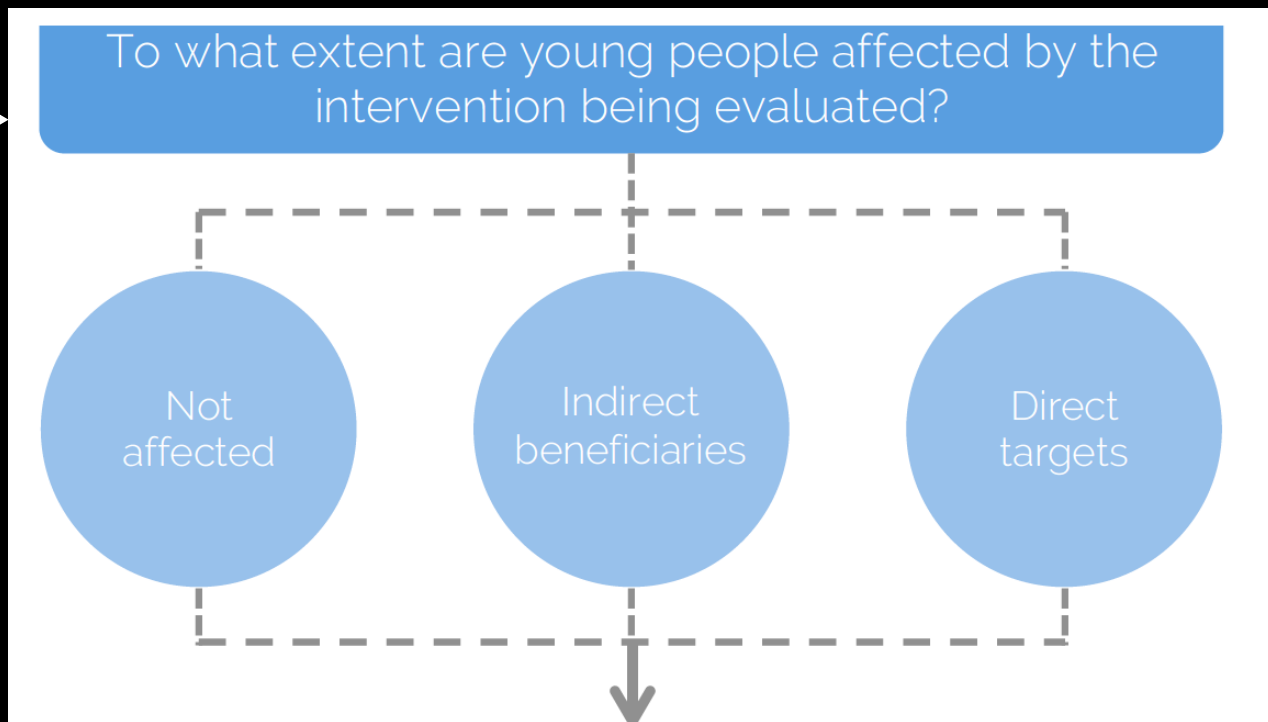 To what extent are young people affected by the
intervention being evaluated?
Not
affected
Indirect
beneficiaries
Direct
targets